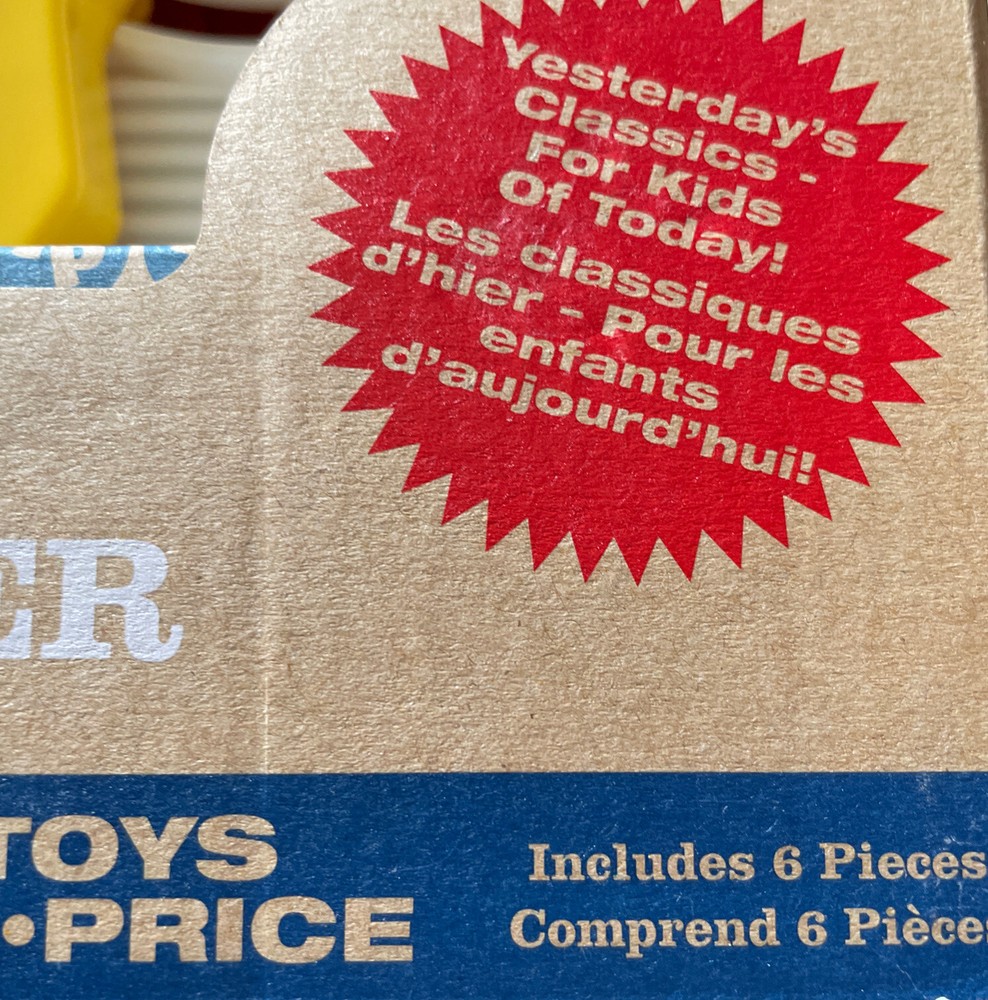 Yesterday's
Classics -
For Kids
Of Today!
Les classiques
d'hier - Pour les
enfants
d'aujourd'hui!
ER
TOYS
•PRICE
Includes 6 Pieces
Comprend 6 Pièces